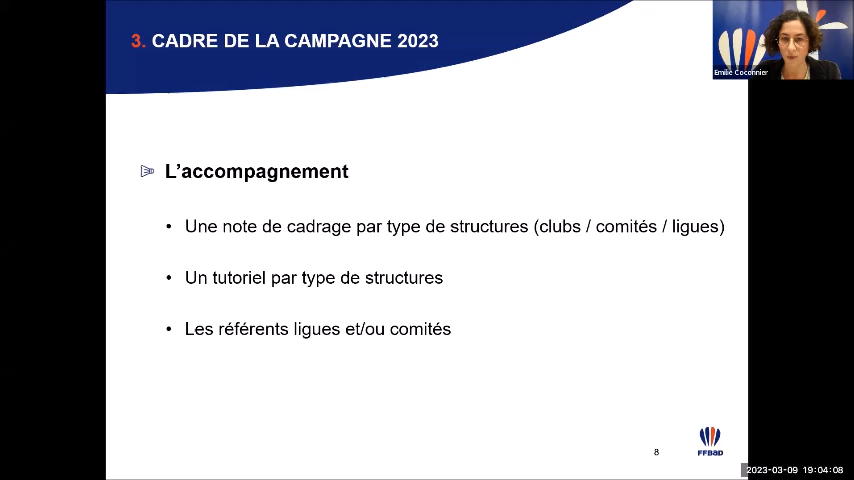 3. CADRE DE LA CAMPAGNE 2023
Emilie Coconnier
L’accompagnement
• Une note de cadrage par type de structures (clubs / comités / ligues)
• Un tutoriel par type de structures
• Les référents ligues et/ou comités
8
FFBaD
2023-03-09 19:04:08